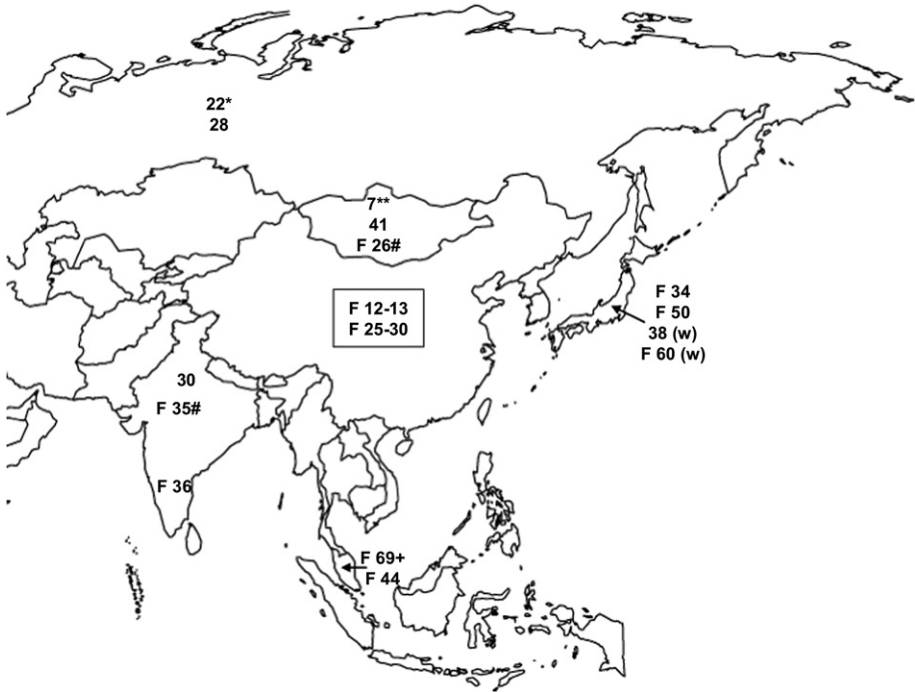 22*
28
7**
41
F 26#
F 12-13
F 25-30
F 34
F 50
38 (w)
F 60 (w)
30
F 35#
F 36
F 69+
F 44